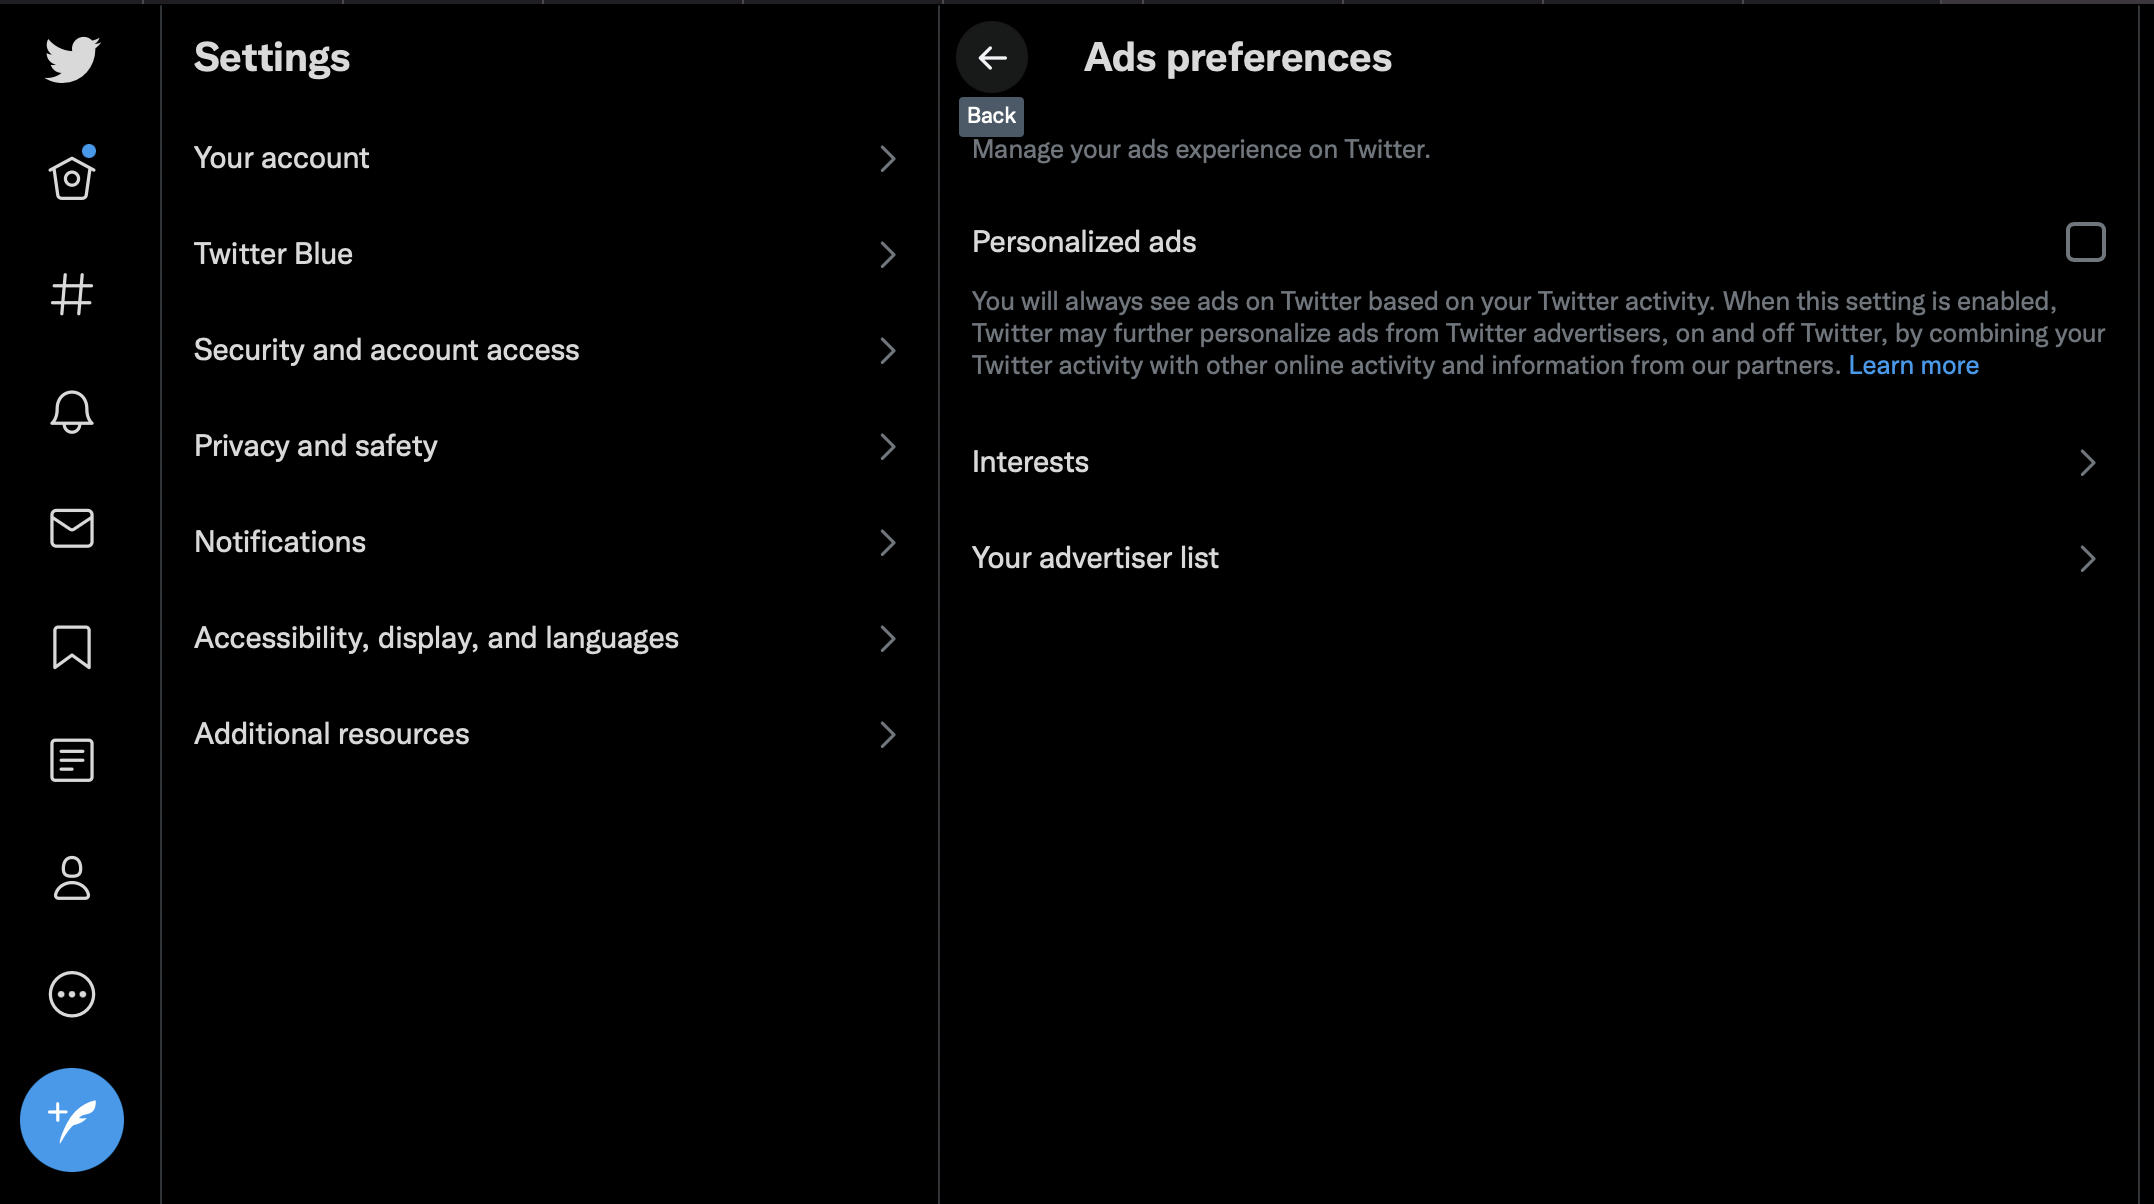 Settings
Your account
Twitter Blue
Security and account access
Privacy and safety
Notifications
Accessibility, display, and languages
Additional resources
Ads preferences
Back
Manage your ads experience on Twitter.
Personalized ads
You will always see ads on Twitter based on your Twitter activity. When this setting is enabled,
Twitter may further personalize ads from Twitter advertisers, on and off Twitter, by combining your
Twitter activity with other online activity and information from our partners. Learn more
Interests
Your advertiser list